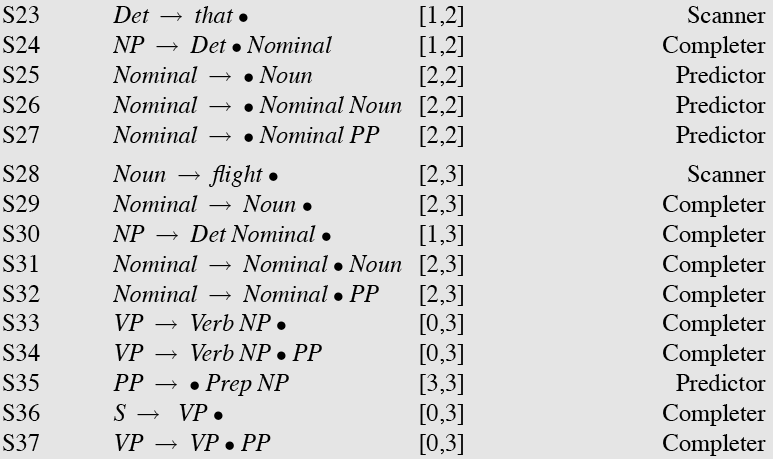 S23 Det → that • [1,2] Scanner
S24 NP → Det • Nominal [1,2] Completer
S25 Nominal → • Noun [2,2] Predictor
S26 Nominal → • Nominal Noun [2,2] Predictor
S27 Nominal → • Nominal PP [2,2] Predictor
S28 Noun → flight • [2,3] Scanner
S29 Nominal → Noun • [2,3] Completer
S30 NP → Det Nominal • [1,3] Completer
S31 Nominal → Nominal • Noun [2,3] Completer
S32 Nominal → Nominal • PP [2,3] Completer
S33 VP → Verb NP • [0,3] Completer
S34 VP → Verb NP • PP [0,3] Completer
S35 PP → • Prep NP [3,3] Predictor
S36 S → VP • [0,3] Completer
S37 VP → VP • PP [0,3] Completer